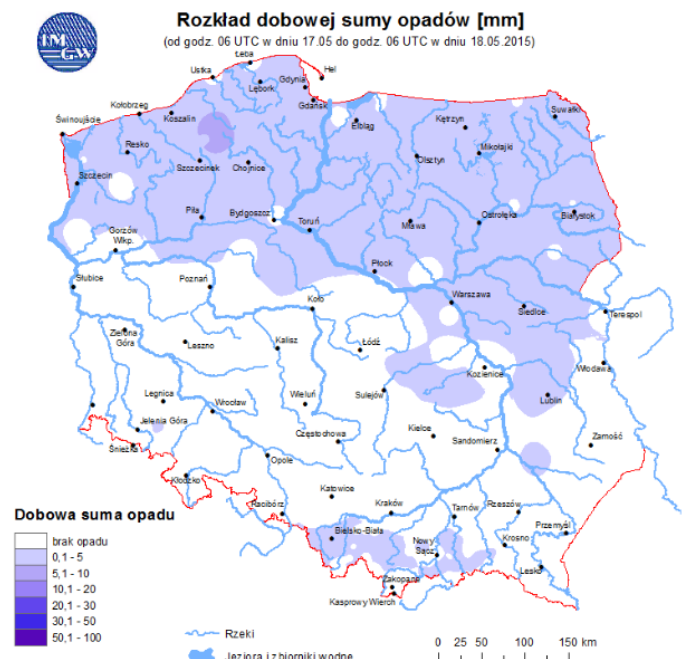 IMGW
Rozkład dobowej sumy opadów [mm]
(od godz. 06 UTC w dniu 17.05 do godz. 06 UTC w dniu 18.05.2015)
Łeba
Hel
Ustka
Gdynia
Lębork
Suwałki
Gdańsk
Kołobrzeg
Koszalin
Elbląg
Kętrzyn
Świnoujście
Resko
Mikołajki
Szczecinek
Chojnice
Olsztyn
Szczecin
Piła
Bydgoszcz
Toruń
Mława
Ostrołęka
Białystok
Gorzów
Wlkp.
Płock
Słubice
Poznań
Koło
Warszawa
Siedlce
Terespol
Zielona
Góra
Leszno
Kalisz
Łódź
Kozienice
Włodawa
Legnica
Wrocław
Wieluń
Sulejów
Lublin
Jelenia Góra
Częstochowa
Kielce
Sandomierz
Zamość
Śnieżka
Opole
Kłodzko
Katowice
Racibórz
Kraków
Tarnów
Rzeszów
Bielsko-Biała
Nowy
Sącz
Krosno
Przemyśl
Lesko
Zakopane
Kasprowy Wierch
Dobowa suma opadu
brak opadu
0,1 - 5
5,1 - 10
10,1 - 20
20,1 - 30
30,1 - 50
50,1 - 100
Rzeki
Jeziora i zbiorniki wodne
0 25 50 100 150 km